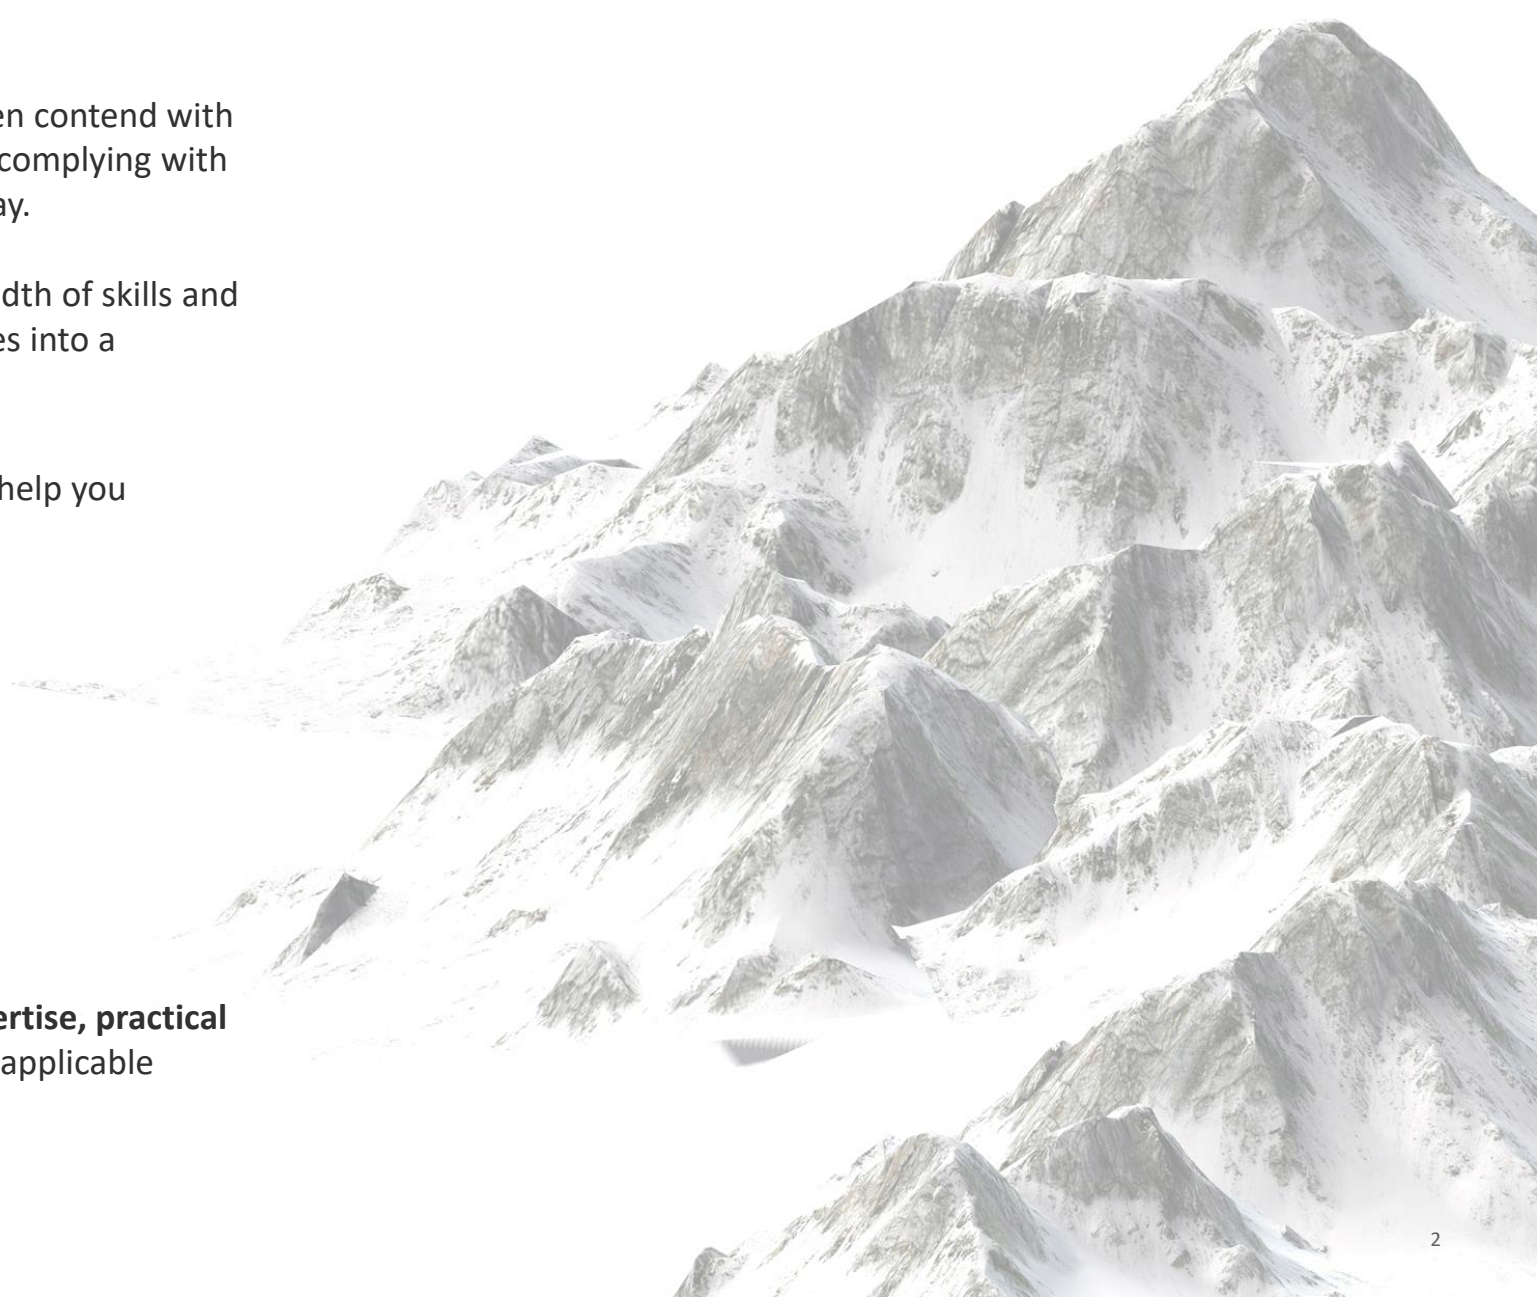 en contend with
complying with
ay.
dth of skills and
es into a
help you
ertise, practical
applicable
2